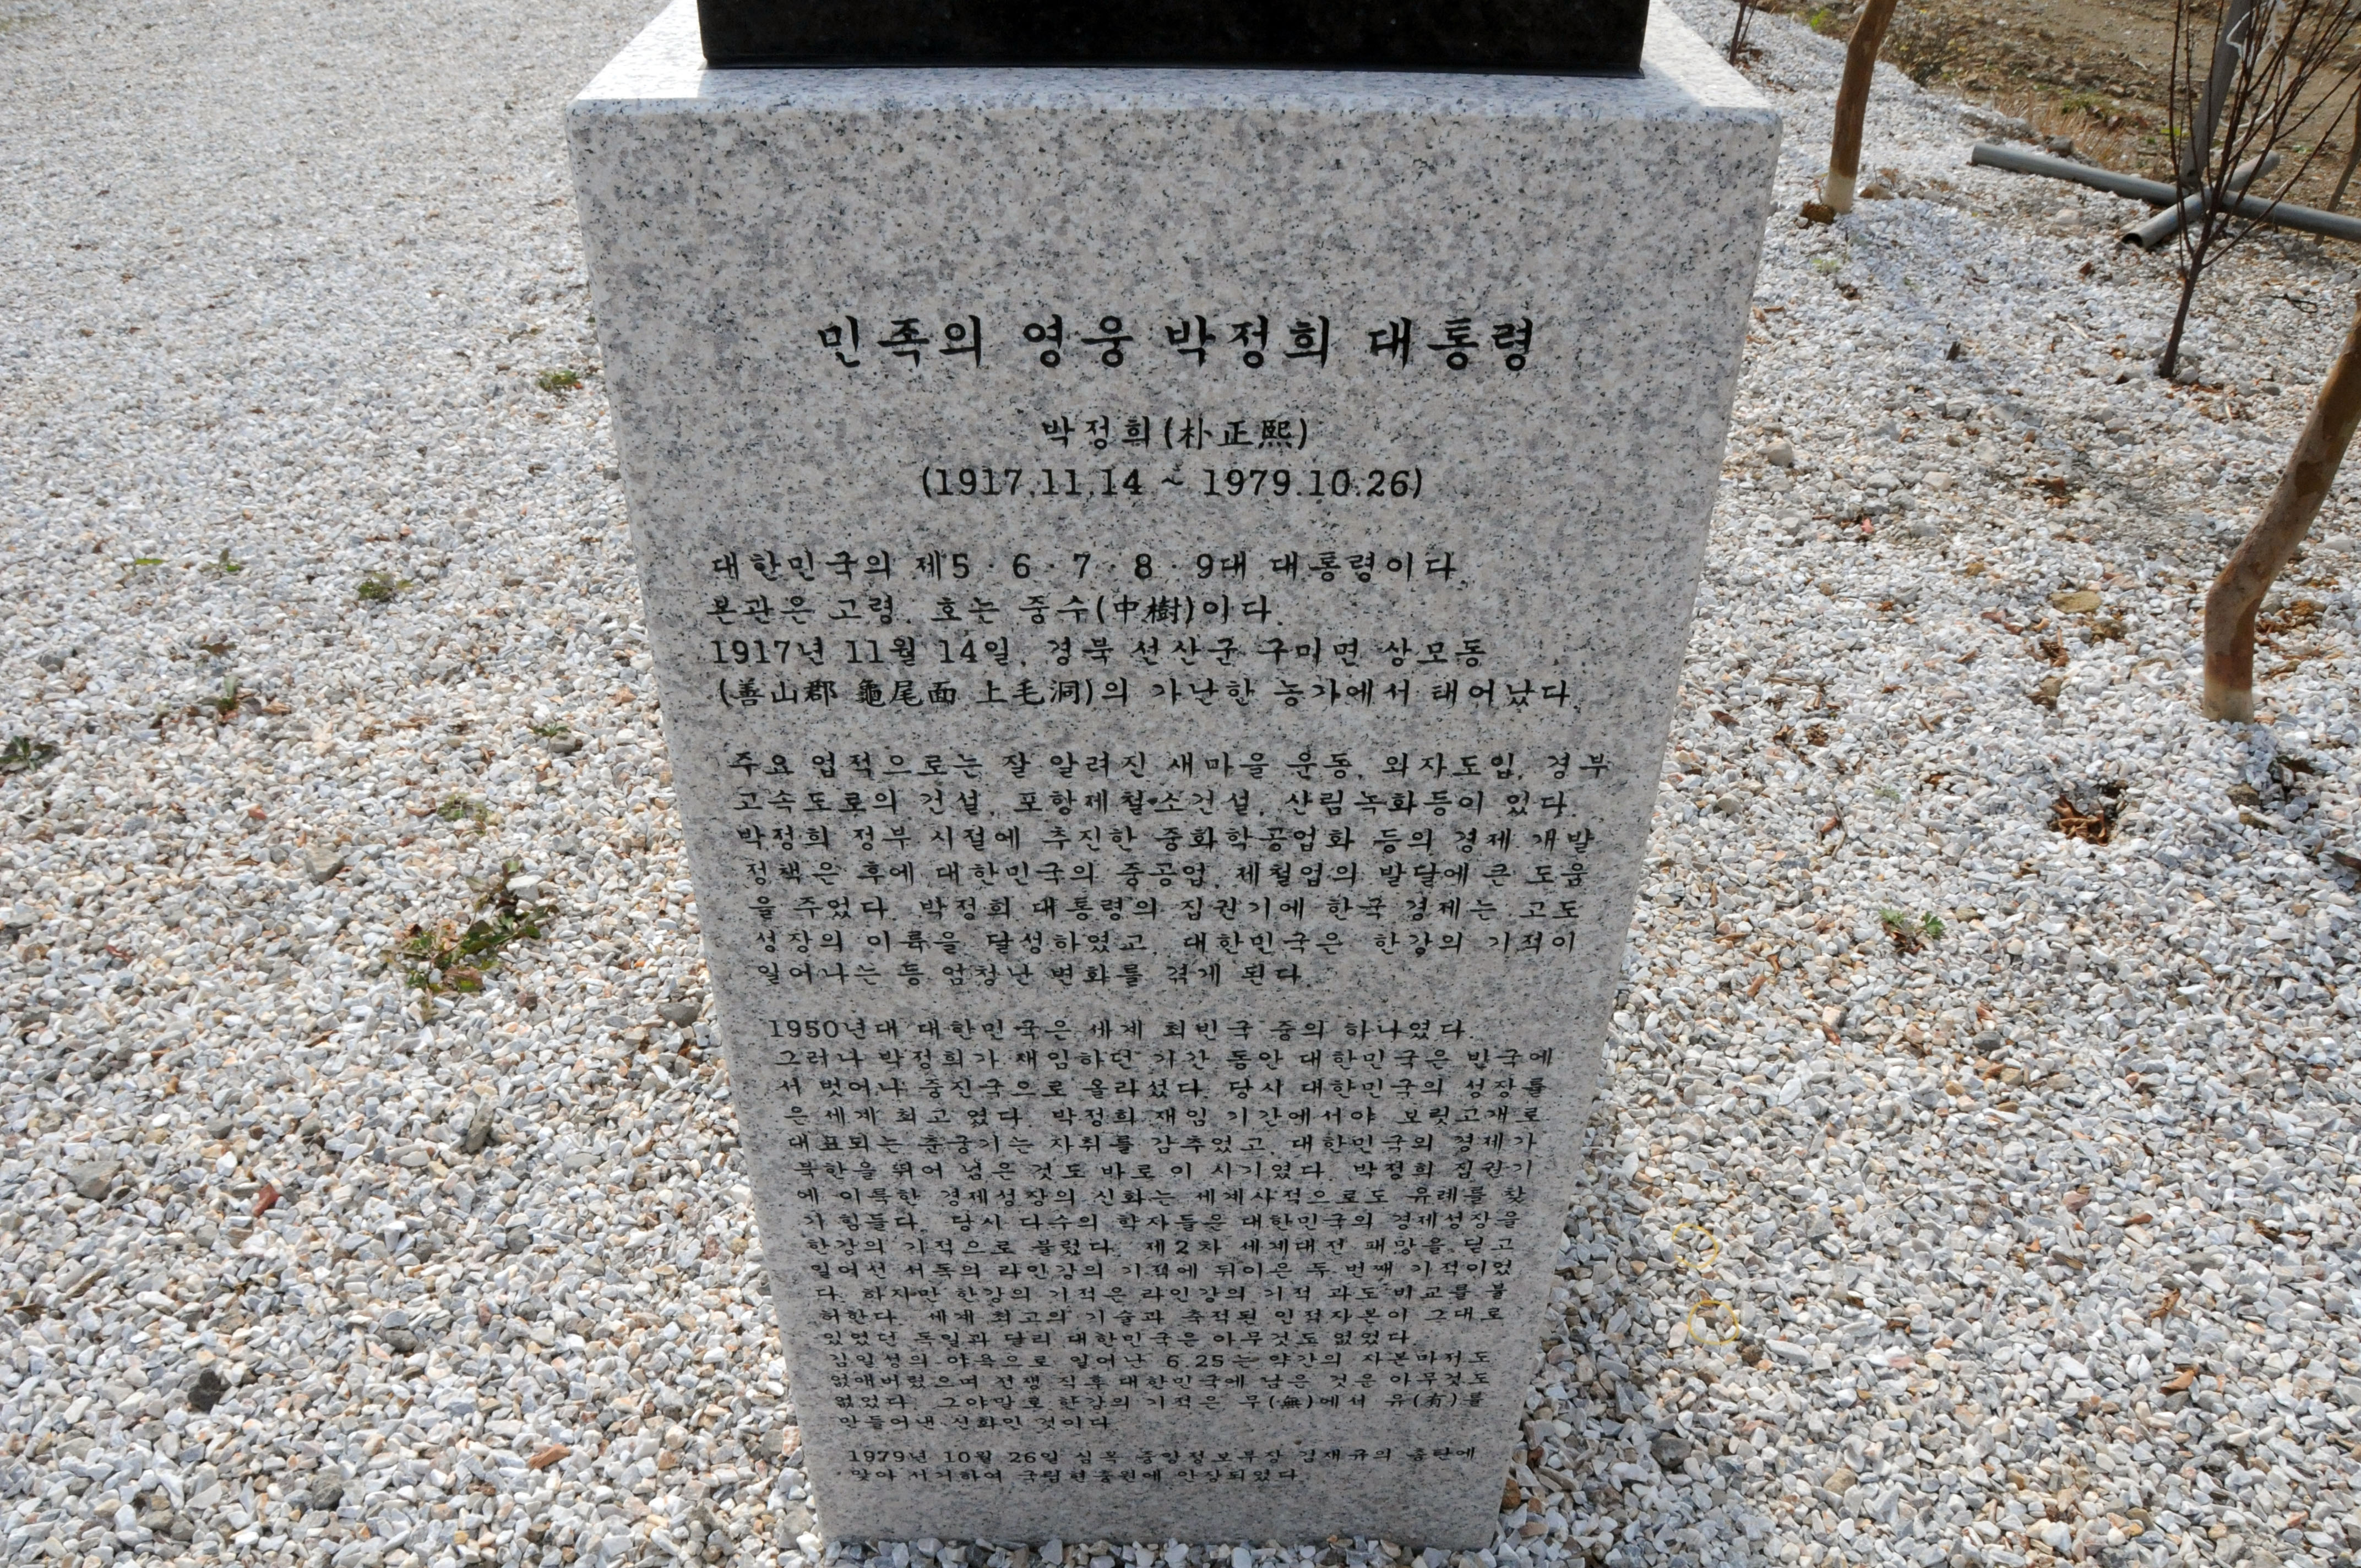 민족의 영웅 박정희 대통령
박정희(朴正熙)
(1917.11.14 ~ 1979.10.26)
대한민국의 제5·6·7·8·9대 대통령이다.
본관은 고령, 호는 중수(中樹)이다.
1917년 11월 14일, 경북 선산군 구미면 상모동
(善山郡 龜尾面 上毛洞)의 가난한 농가에서 태어났다.
주요 업적으로는 잘 알려진 새마을 운동, 외자도입, 경부
고속도로의 건설, 포항제철소건설, 산림녹화등이 있다.
박정희 정부 시절에 추진한 중화학공업화 등의 경제 개발
정책은 후에 대한민국의 중공업, 제철업의 발달에 큰 도움
을 주었다. 박정희 대통령의 집권기에 한국 경제는 고도
성장의 이륙을 달성하였고, 대한민국은 한강의 기적이
일어나는 등 엄청난 변화를 겪게 된다.
1950년대 대한민국은 세계 최빈국 중의 하나였다.
그러나 박정희가 재임하던 기간 동안 대한민국은 빈국에
서 벗어나 중진국으로 올라섰다. 당시 대한민국의 성장률
은 세계 최고 였다. 박정희 재임 기간에서야 보릿고개로
대표되는 춘궁기는 자취를 감추었고, 대한민국의 경제가
북한을 뛰어 넘은 것도 바로 이 시기였다. 박정희 집권기
에 이룩한 경제성장의 신화는 세계사적으로도 유례를 찾
기 힘들다. 당시 다수의 학자들은 대한민국의 경제성장을
한강의 기적으로 불렀다. 제2차 세계대전 패망을 딛고
일어선 서독의 라인강의 기적에 뒤이은 두 번째 기적이었
다. 하지만 한강의 기적은 라인강의 기적 과도 비교를 불
허한다. 세계 최고의 기술과 축적된 인적자본이 그대로
있었던 독일과 달리 대한민국은 아무것도 없었다.
김일성의 야욕으로 일어난 6.25는 약간의 자본마저도
없애버렸으며 전쟁 직후 대한민국에 남은 것은 아무것도
없었다. 그야말로 한강의 기적은 무(無)에서 유(有)를
만들어낸 신화인 것이다.
1979년 10월 26일 심복 중앙정보부장 김재규의 흉탄에
맞아 서거하여 국립현충원에 안장되었다.